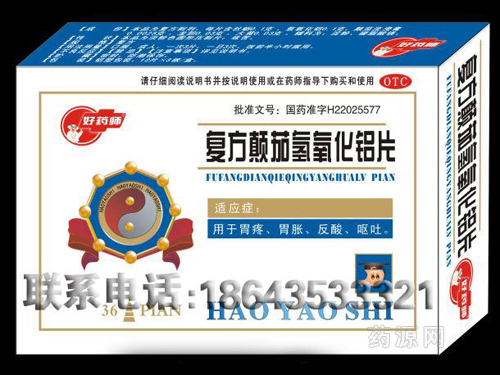 请仔细阅读说明书并按说明使用或在药师指导下购买和使用
OTC
好药师
批准文号：国药准字H22025577
复方颠茄氢氧化铝片
FUFANGDIANQIEQINGYANGHUALV PIAN
适应症：
用于胃疼、胃胀、反酸、呕吐。
HAOYAOSHI HAOYAOSHI HAOYAOSHI
联系电话:18643533321
36 PIAN
HAO YAO SHI
药源网
好药师
复方颠茄氢氧化铝片
FUFANGDIANQIEQINGYANGHUALV PIAN